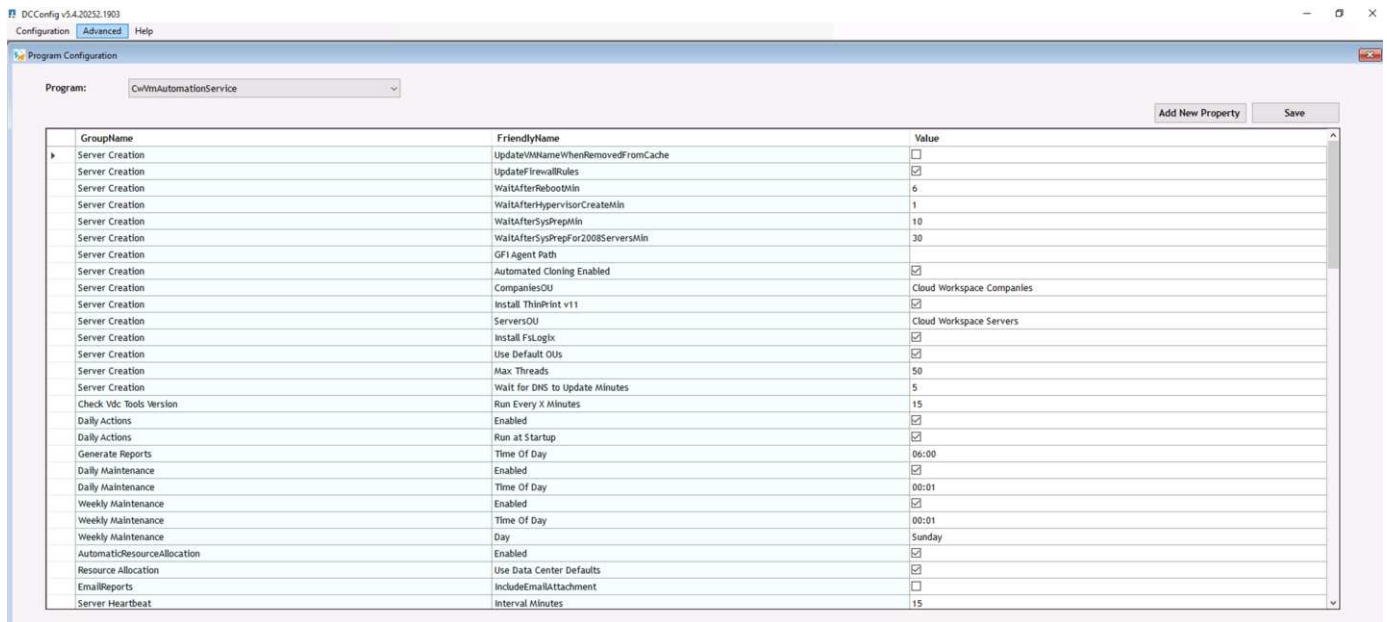 DCConfig v5.4.20252.1903
Configuration Advanced Help
Program Configuration
Program: CwVmAutomationService
Add New Property Save
GroupName FriendlyName Value
Server Creation UpdateVMNameWhenRemovedFromCache
Server Creation UpdateFirewallRules
Server Creation WaitAfterRebootMin 6
Server Creation WaitAfterHypervisorCreateMin 1
Server Creation WaitAfterSysPrepMin 10
Server Creation WaitAfterSysPrepFor2008ServersMin 30
Server Creation GFI Agent Path
Server Creation Automated Cloning Enabled
Server Creation CompaniesOU Cloud Workspace Companies
Server Creation Install ThinPrint v11
Server Creation ServersOU Cloud Workspace Servers
Server Creation Install FsLogix
Server Creation Use Default OUs
Server Creation Max Threads 50
Server Creation Wait for DNS to Update Minutes 5
Check Vdc Tools Version Run Every X Minutes 15
Daily Actions Enabled
Daily Actions Run at Startup
Generate Reports Time Of Day 06:00
Daily Maintenance Enabled
Daily Maintenance Time Of Day 00:01
Weekly Maintenance Enabled
Weekly Maintenance Time Of Day 00:01
Weekly Maintenance Day Sunday
AutomaticResourceAllocation Enabled
Resource Allocation Use Data Center Defaults
EmailReports IncludeEmailAttachment
Server Heartbeat Interval Minutes 15